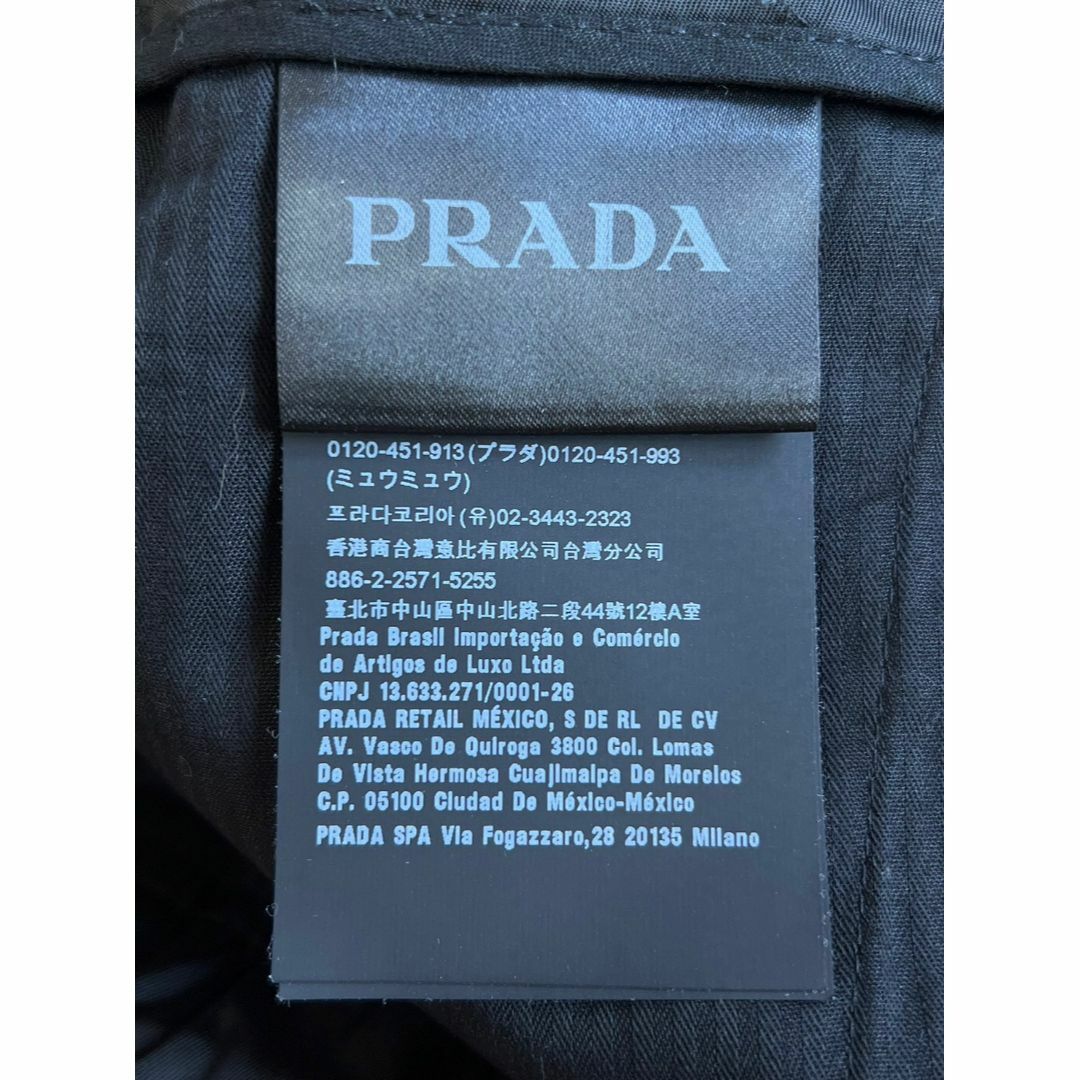 PRADA
0120-451-913(プラダ)0120-451-993
(ミュウミュウ)
프라다코리아(유)02-3443-2323
香港商台灣意比有限公司台灣分公司
886-2-2571-5255
臺北市中山區中山北路二段44號12樓A室
Prada Brasil Importação e Comércio
de Artigos de Luxo Ltda
CNPJ 13.633.271/0001-26
PRADA RETAIL MÉXICO, S DE RL DE CV
AV. Vasco De Quiroga 3800 Col. Lomas
De Vista Hermosa Cuajimalpa De Morelos
C.P. 05100 Ciudad De México-México
PRADA SPA Via Fogazzaro,28 20135 Milano